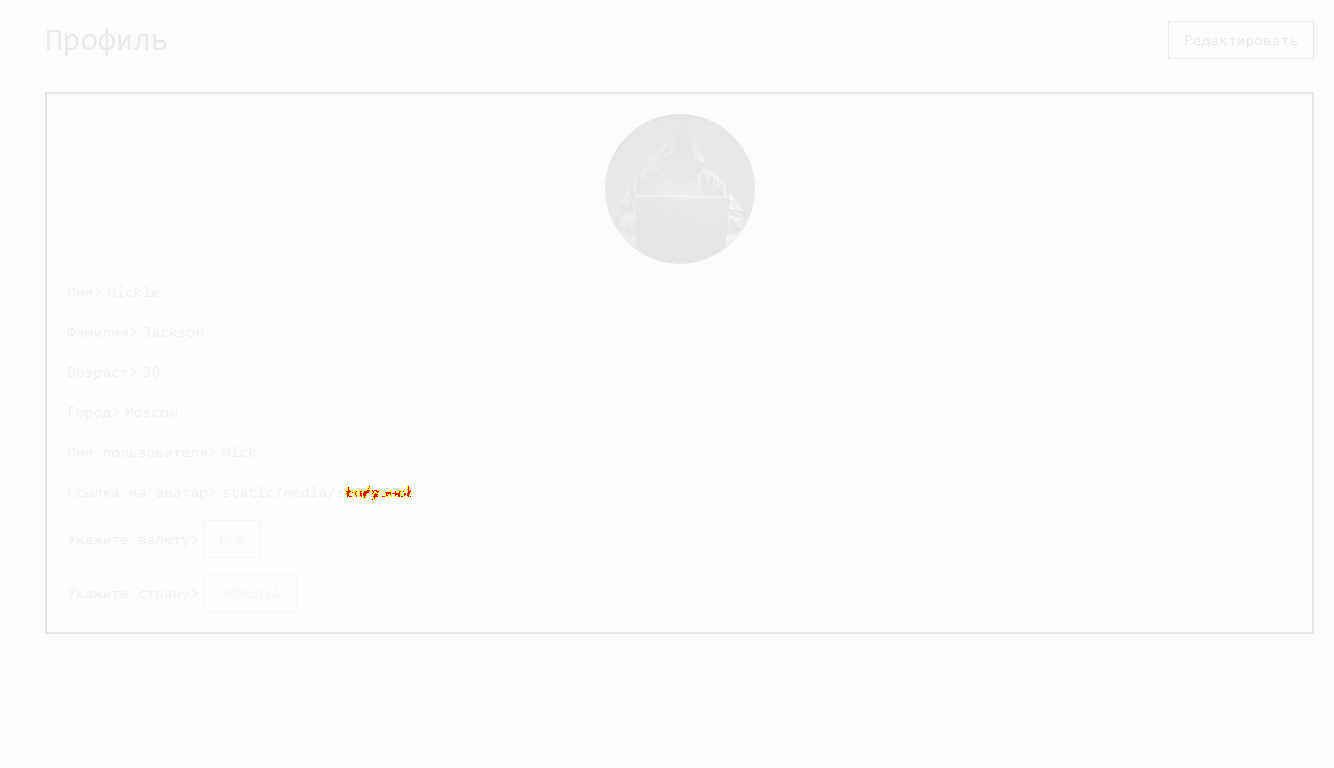 Профиль
Редактировать
Имя> Mickle
Фамилия> Jackson
Возраст> 30
Город> Moscow
Имя пользователя> Mick
Ссылка на аватар> static/media/
Укажите валюту> RUB
Укажите страну> ARMENIA